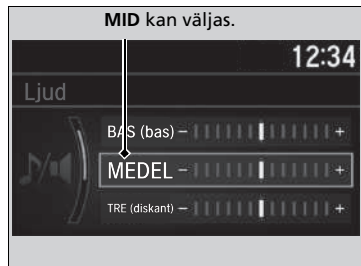 MID kan väljas.
12:34
Ljud
BAS (bas) – +
MEDEL – +
TRE (diskant) – +